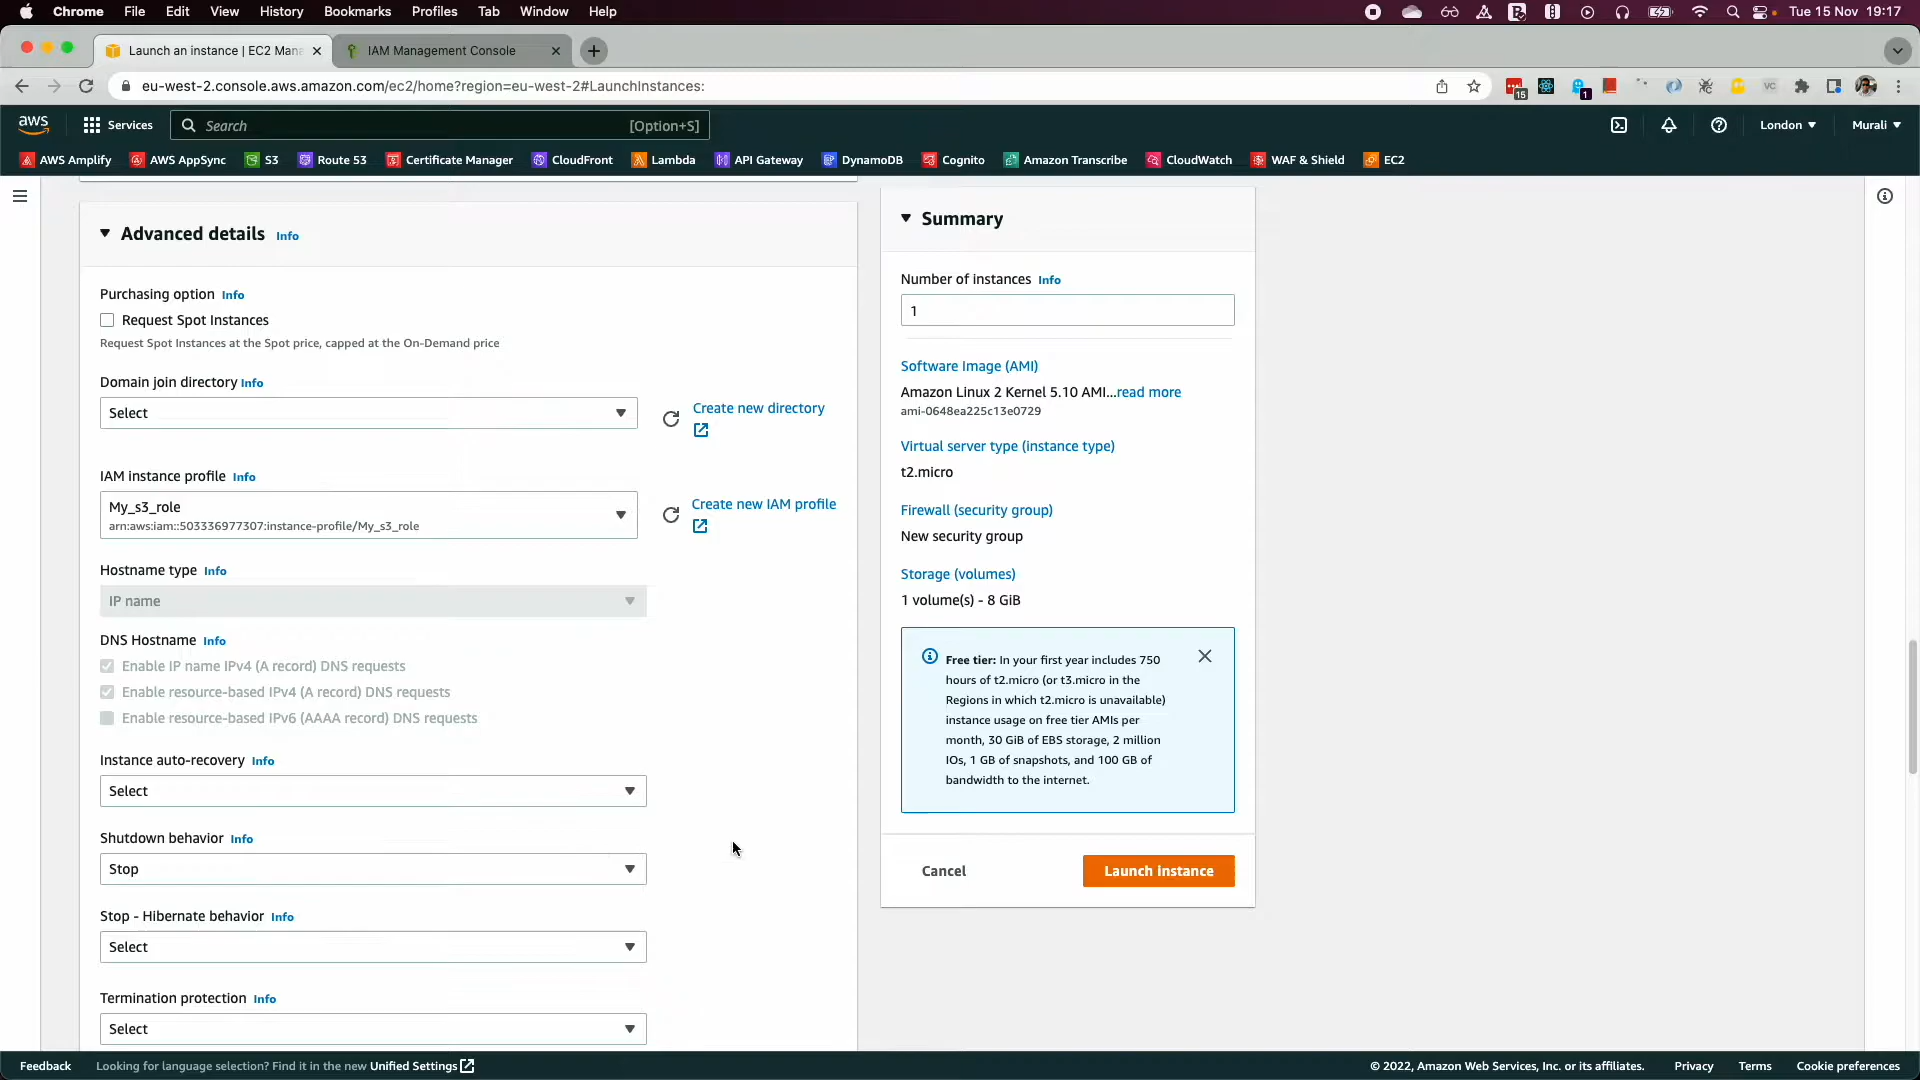 Chrome File Edit View History Bookmarks Profiles Tab Window Help
Tue 15 Nov 19:17
Launch an instance | EC2 Mana
IAM Management Console
eu-west-2.console.aws.amazon.com/ec2/home?region=eu-west-2#LaunchInstances:
15
1
VC
aws Services Search [Option+S] London Murali
AWS Amplify AWS AppSync S3 Route 53 Certificate Manager CloudFront Lambda API Gateway DynamoDB Cognito Amazon Transcribe CloudWatch WAF & Shield EC2
Advanced details Info
Purchasing option Info
Request Spot Instances
Request Spot Instances at the Spot price, capped at the On-Demand price
Domain join directory Info
Select
Create new directory
IAM instance profile Info
My_s3_role
arn:aws:iam::503336977307:instance-profile/My_s3_role
Create new IAM profile
Hostname type Info
IP name
DNS Hostname Info
Enable IP name IPv4 (A record) DNS requests
Enable resource-based IPv4 (A record) DNS requests
Enable resource-based IPv6 (AAAA record) DNS requests
Instance auto-recovery Info
Select
Shutdown behavior Info
Stop
Stop - Hibernate behavior Info
Select
Termination protection Info
Select
Summary
Number of instances Info
1
Software Image (AMI)
Amazon Linux 2 Kernel 5.10 AMI...read more
ami-0648ea225c13e0729
Virtual server type (instance type)
t2.micro
Firewall (security group)
New security group
Storage (volumes)
1 volume(s) - 8 GiB
Free tier: In your first year includes 750
hours of t2.micro (or t3.micro in the
Regions in which t2.micro is unavailable)
instance usage on free tier AMIs per
month, 30 GiB of EBS storage, 2 million
IOs, 1 GB of snapshots, and 100 GB of
bandwidth to the internet.
Cancel
Launch instance
Feedback Looking for language selection? Find it in the new Unified Settings
© 2022, Amazon Web Services, Inc. or its affiliates. Privacy Terms Cookie preferences